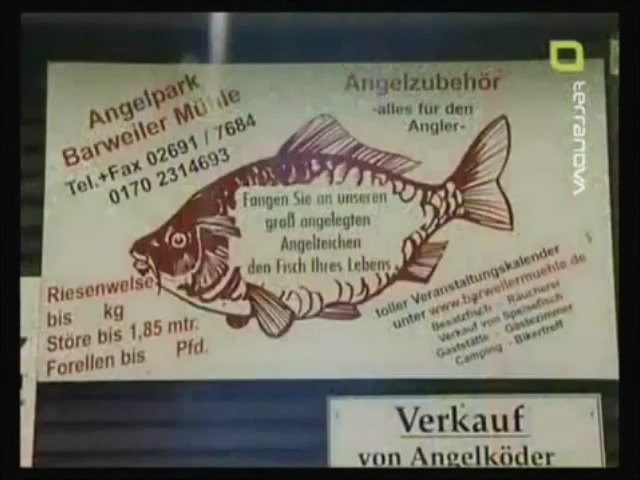 Angelpark
Barweiler Mühle
Tel.+Fax 02691 / 7684
0170 2314693
Angelzubehör
-alles für den
Angler-
Fangen Sie an unseren
groß angelegten
Angelteichen
den Fisch Ihres Lebens
Riesenwelse
bis kg
Störe bis 1,85 mtr.
Forellen bis Pfd.
toller Veranstaltungskalender
unter www.barweilermuehle.de
Besatzfisch - Räucherei
Verkauf von Speisefisch
Gaststätte - Gästezimmer
Camping - Bikertreff
Verkauf
von Angelköder
terranova